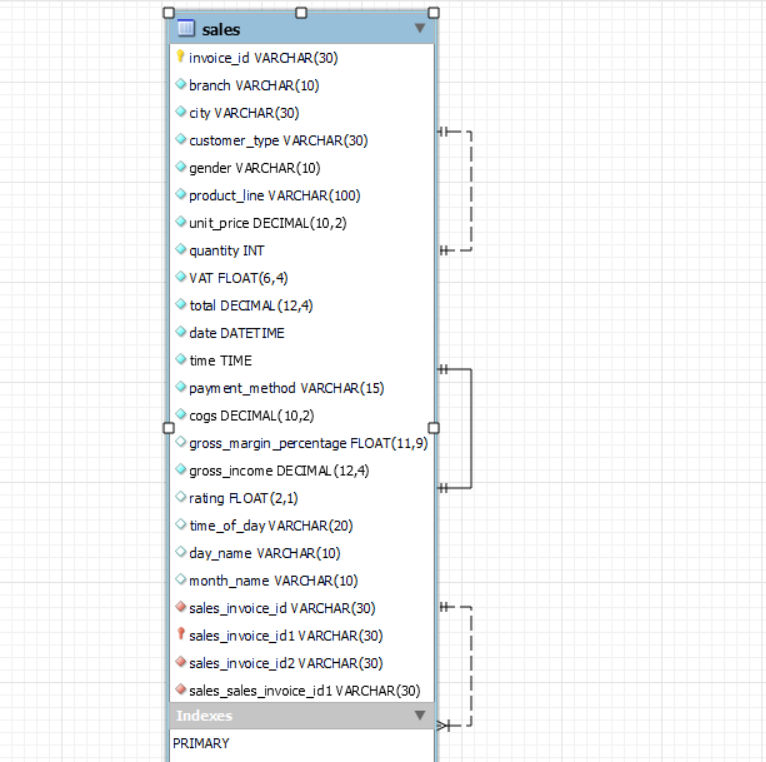 sales
invoice_id VARCHAR(30)
branch VARCHAR(10)
city VARCHAR(30)
customer_type VARCHAR(30)
gender VARCHAR(10)
product_line VARCHAR(100)
unit_price DECIMAL(10,2)
quantity INT
VAT FLOAT(6,4)
total DECIMAL(12,4)
date DATETIME
time TIME
payment_method VARCHAR(15)
cogs DECIMAL(10,2)
gross_margin_percentage FLOAT(11,9)
gross_income DECIMAL(12,4)
rating FLOAT(2,1)
time_of_day VARCHAR(20)
day_name VARCHAR(10)
month_name VARCHAR(10)
sales_invoice_id VARCHAR(30)
sales_invoice_id1 VARCHAR(30)
sales_invoice_id2 VARCHAR(30)
sales_sales_invoice_id1 VARCHAR(30)
Indexes
PRIMARY